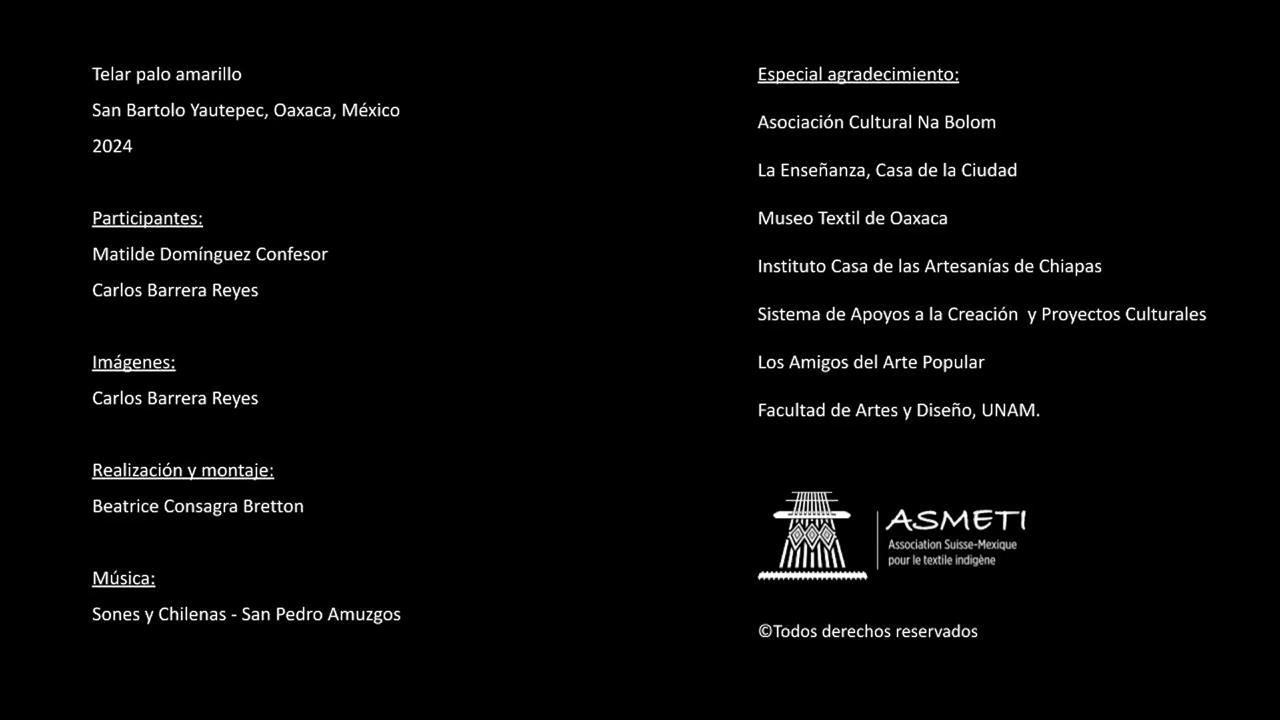 Telar palo amarillo
San Bartolo Yautepec, Oaxaca, México
2024
Participantes:
Matilde Domínguez Confesor
Carlos Barrera Reyes
Imágenes:
Carlos Barrera Reyes
Realización y montaje:
Beatrice Consagra Bretton
Música:
Sones y Chilenas - San Pedro Amuzgos
Especial agradecimiento:
Asociación Cultural Na Bolom
La Enseñanza, Casa de la Ciudad
Museo Textil de Oaxaca
Instituto Casa de las Artesanías de Chiapas
Sistema de Apoyos a la Creación  y Proyectos Culturales
Los Amigos del Arte Popular
Facultad de Artes y Diseño, UNAM.
ASMETI
Association Suisse-Mexique
pour le textile indigène
©Todos derechos reservados